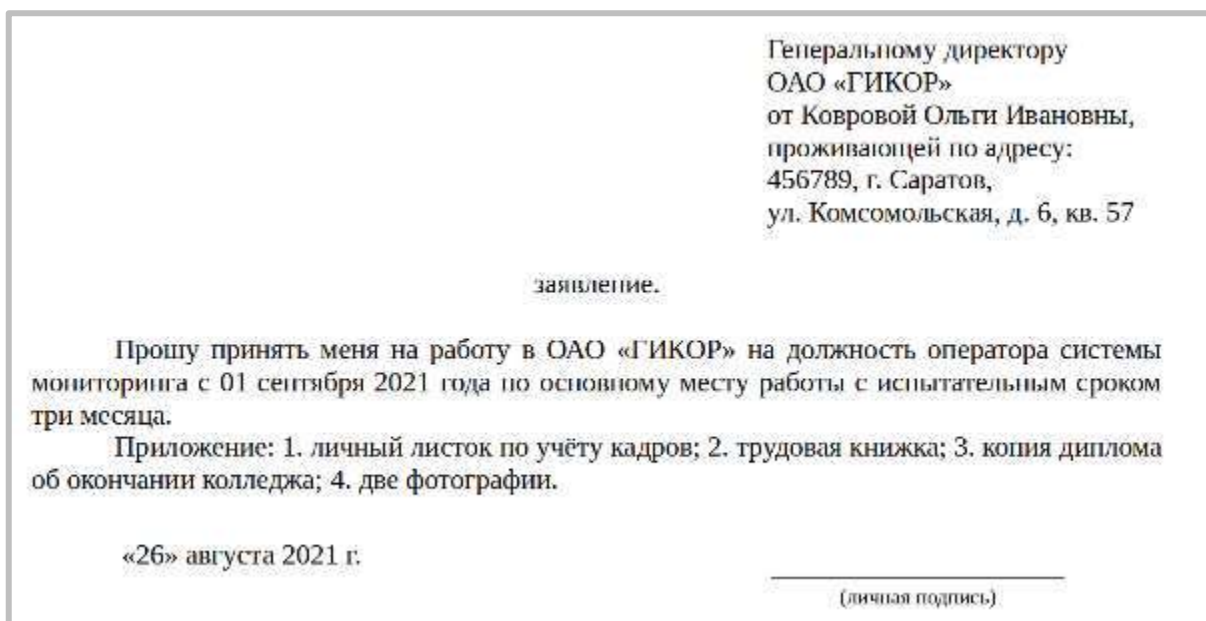 Генеральному директору
ОАО «ГИКОР»
от Ковровой Ольги Ивановны,
проживающей по адресу:
456789, г. Саратов,
ул. Комсомольская, д. 6, кв. 57
заявление.
Прошу принять меня на работу в ОАО «ГИКОР» на должность оператора системы
мониторинга с 01 сентября 2021 года по основному месту работы с испытательным сроком
три месяца.
Приложение: 1. личный листок по учёту кадров; 2. трудовая книжка; 3. копия диплома
об окончании колледжа; 4. две фотографии.
«26» августа 2021 г.
(личная подпись)